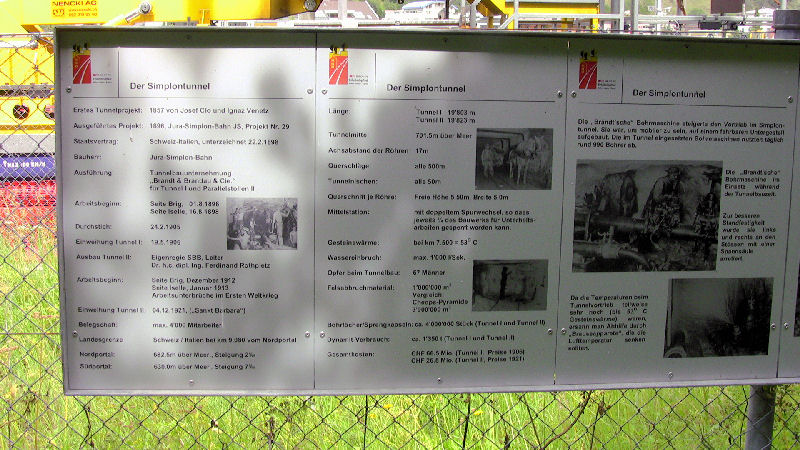 NENCKI AG
Der Simplontunnel
Erstes Tunnelprojekt: 1857 von Josef Clo und Ignaz Venetz
Ausgeführtes Projekt: 1896, Jura-Simplon-Bahn JS, Projekt Nr. 29
Staatsvertrag: Schweiz-Italien, unterzeichnet 22.2.1896
Bauherr: Jura-Simplon-Bahn
Ausführung Tunnelbauunternehmung
„Brandt & Brandau & Cie.“
für Tunnel I und Parallelstollen II
Arbeitsbeginn: Seite Brig, 01.8.1898
Seite Iselle, 16.8.1898
Durchstich: 24.2.1905
Einweihung Tunnel I: 19.5.1906
Ausbau Tunnel II: Eigenregie SBB, Leiter
Dr. h.c. dipl. Ing. Ferdinand Rothpletz
Arbeitsbeginn: Seite Brig, Dezember 1912
Seite Iselle, Januar 1913
Arbeitsunterbrüche im Ersten Weltkrieg
Einweihung Tunnel II: 04.12.1921, („Sankt Barbara“)
Belegschaft: max. 4'000 Mitarbeiter
Landesgrenze Schweiz / Italien bei km 9.080 vom Nordportal
Nordportal: 682.5m über Meer, Steigung 2‰
Südportal: 630.0m über Meer, Steigung 7‰
Der Simplontunnel
Länge: Tunnel I 19'803 m
Tunnel II 19'823 m
Tunnelmitte 701.5m über Meer
Achsabstand der Röhren: 17m
Querschläge: alle 500m
Tunnelnischen: alle 50m
Querschnitt je Röhre: Freie Höhe 5.50m, Breite 5.0m
Mittelstation: mit doppeltem Spurwechsel, so dass
jeweils ½ des Bauwerks für Unterhalts-
arbeiten gesperrt werden kann.
Gesteinswärme: bei km 7.500 = 53° C
Wassereinbruch: max. 1'000 l/Sek.
Opfer beim Tunnelbau: 67 Männer
Felsabbruchmaterial: 1'000'000 m³
Vergleich:
Cheops-Pyramide
Bohrlöcher/Sprengkapseln: ca. 4'000'000 Stück (Tunnel I und Tunnel II)
Dynamit-Verbrauch: ca. 1'350 t (Tunnel I und Tunnel II)
Gesamtkosten: CHF 66.5 Mio. (Tunnel I, Preise 1906)
CHF 26.8 Mio. (Tunnel II, Preise 1921)
Der Simplontunnel
Die „Brandt'sche“ Bohrmaschine steigerte den Vortrieb im Simplon-
tunnel. Sie war, um mobiler zu sein, auf einem fahrbaren Untergestell
aufgebaut. Die im Tunnel eingesetzten Bohrmaschinen nutzten täglich
rund 990 Bohrer ab.
Die „Brandt'sche“
Bohrmaschine im
Einsatz während
der Tunnelbauzeit.
Zur besseren
Standfestigkeit
wurde sie links
und rechts an den
Stössen mit einer
Spannsäule
arretiert.
Da die Temperaturen beim
Tunnelvortrieb teilweise
sehr hoch (bis 53° C
Gesteinswärme) waren,
ersann man Abhilfe durch
„Brauseapparate“, die die
Lufttemperatur senken
sollten.